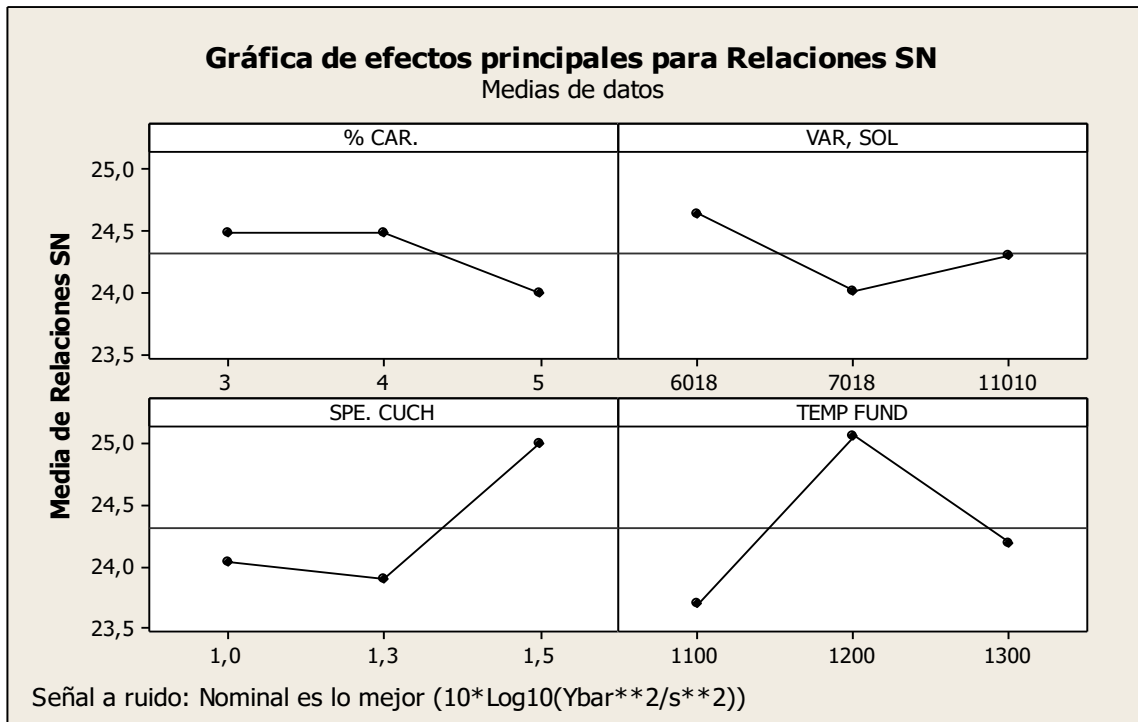 Gráfica de efectos principales para Relaciones SN
Medias de datos
Media de Relaciones SN
% CAR.
VAR, SOL
25,0
24,5
24,0
23,5
3
4
5
6018
7018
11010
SPE. CUCH
TEMP FUND
25,0
24,5
24,0
23,5
1,0
1,3
1,5
1100
1200
1300
Señal a ruido: Nominal es lo mejor (10*Log10(Ybar**2/s**2))